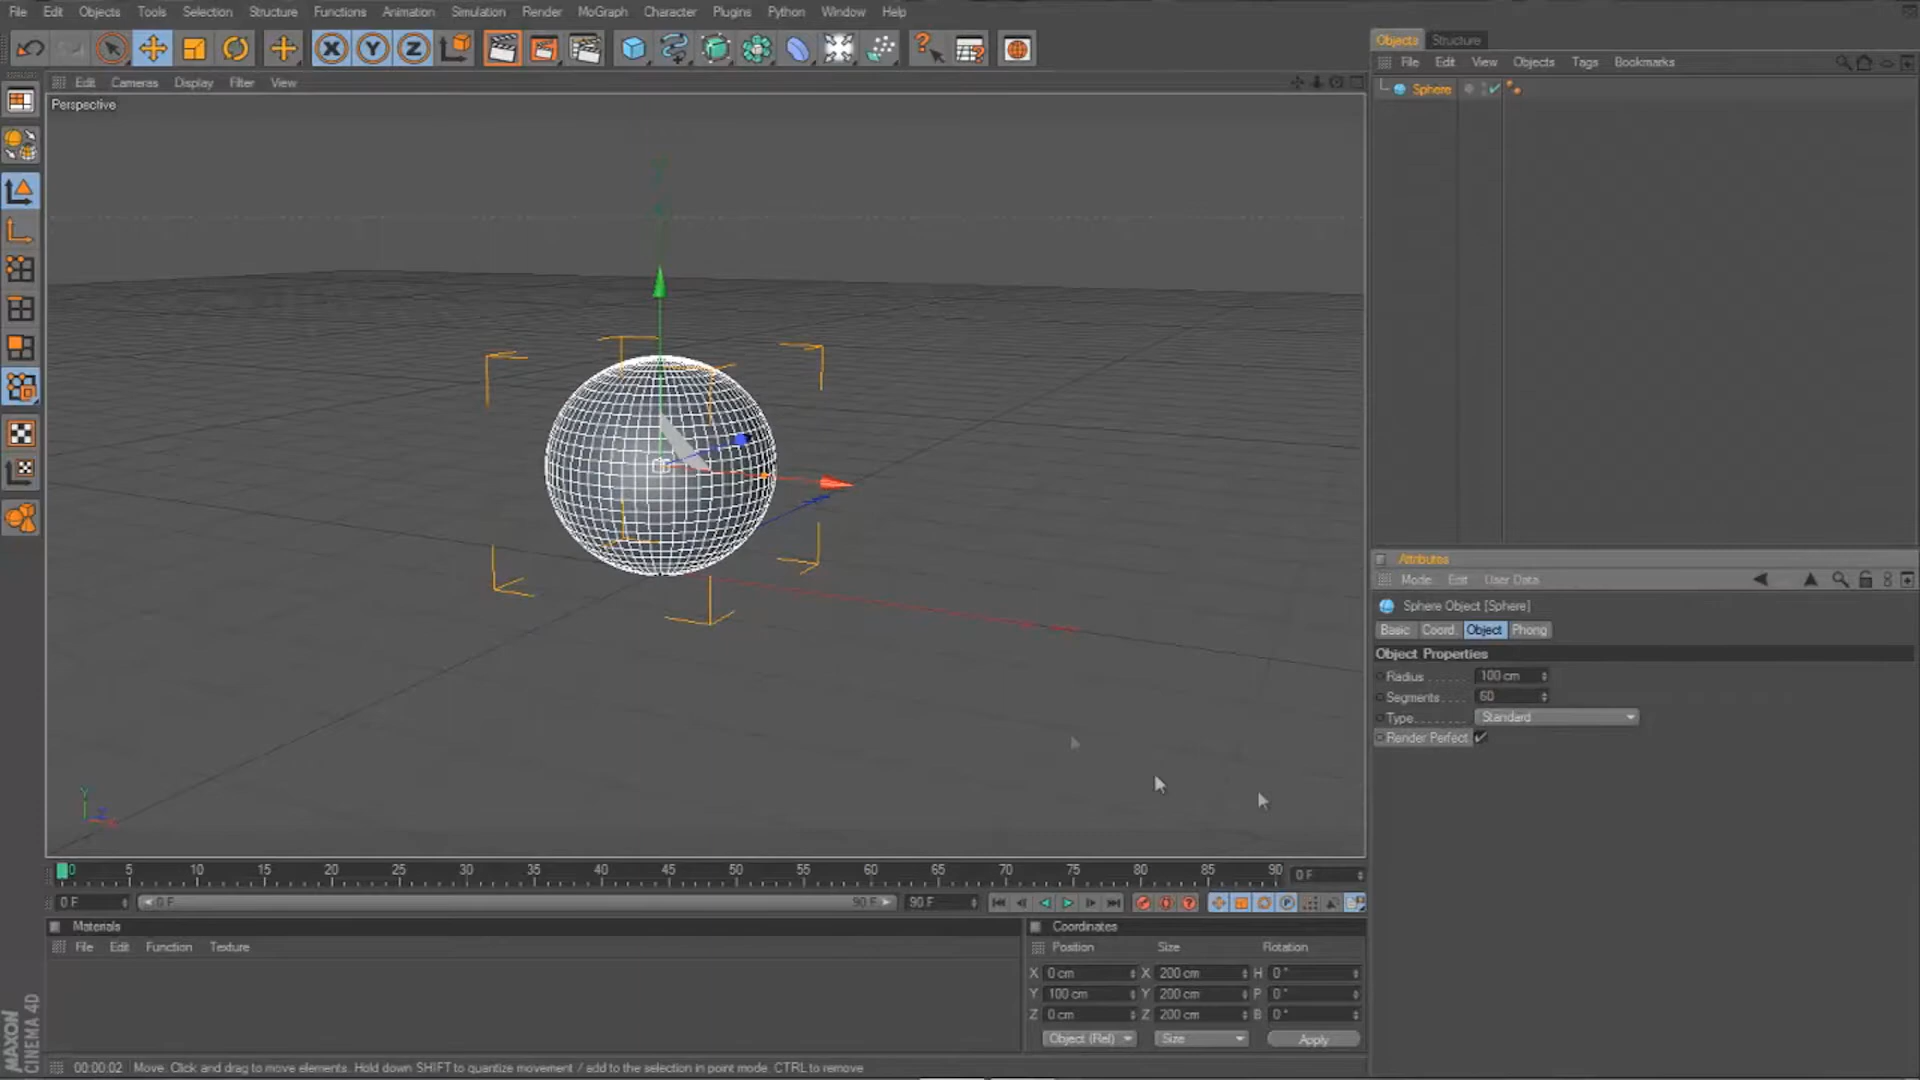 File Edit Objects Tools Selection Structure Functions Animation Simulation Render MoGraph Character Plugins Python Window Help
X Y Z
Objects Structure
File Edit View Objects Tags Bookmarks
Edit Cameras Display Filter View
Sphere
Perspective
Attributes
Mode Edit User Data
Sphere Object [Sphere]
Basic Coord. Object Phong
Object Properties
Radius 100 cm
Segments 60
Type Standard
Render Perfect
Y
Z
X
0 5 10 15 20 25 30 35 40 45 50 55 60 65 70 75 80 85 90 0 F
0 F 0 F 90 F 90 F
Materials
File Edit Function Texture
Coordinates
Position Size Rotation
X 0 cm X 200 cm H 0 °
Y 100 cm Y 200 cm P 0 °
Z 0 cm Z 200 cm B 0 °
Object (Rel) Size Apply
MAXON
CINEMA 4D
00:00:02 Move. Click and drag to move elements. Hold down SHIFT to quantize movement / add to the selection in point mode. CTRL to remove